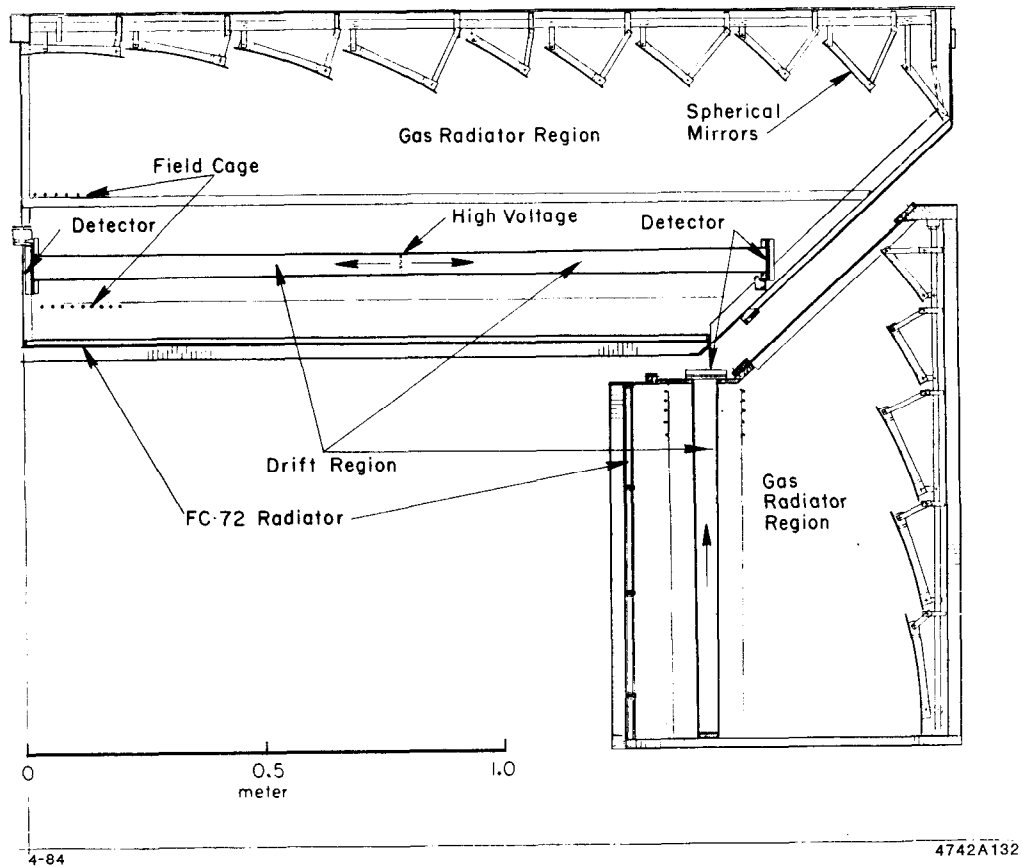 Spherical
Mirrors
Gas Radiator Region
Field Cage
Detector
High Voltage
Detector
Drift Region
FC-72 Radiator
Gas
Radiator
Region
0
0.5
1.0
meter
4-84
4742A132